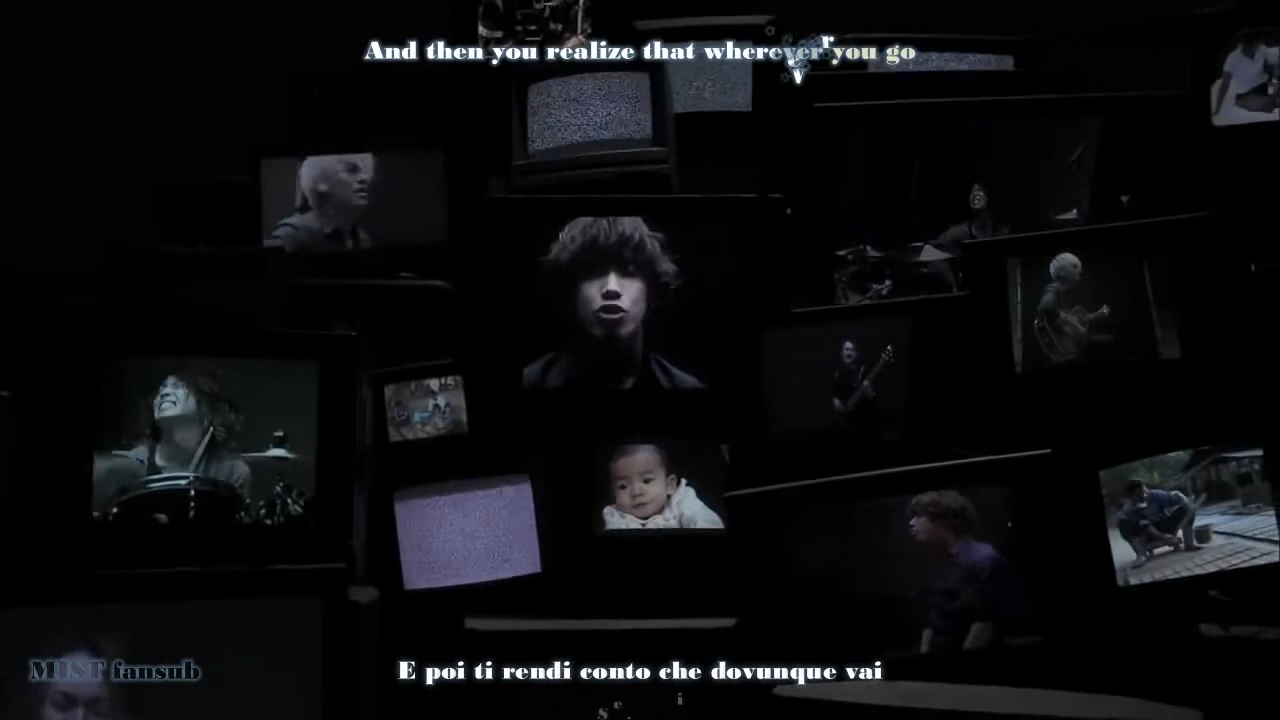 And then you realize that wherever you go
MIST fansub
E poi ti rendi conto che dovunque vai